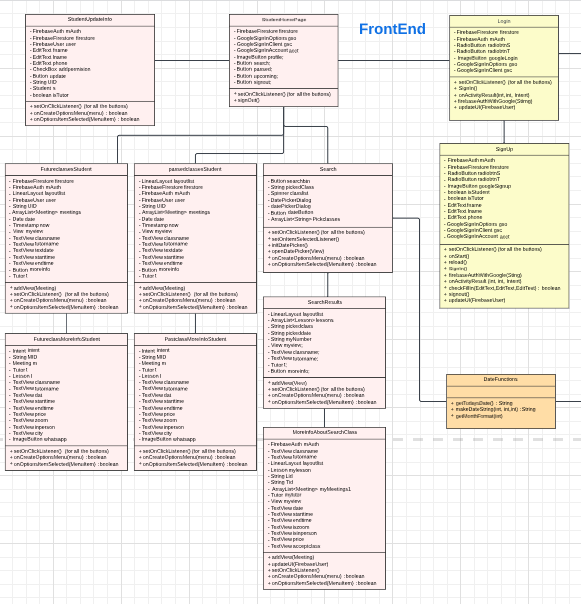 FrontEnd
StudentUpdateInfo
- FirebaseAuth mAuth
- FirebaseFirestore firestore
- FirebaseUser user
- EditText fname
- EditText lname
- EditText phone
- CheckBox addpermision
- Button update
- String UID
- Student s
- boolean isTutor
+ setOnClickListener() (for all the buttons)
+ onCreateOptionsMenu(menu) : boolean
+ onOptionsItemSelected(MenuItem) : boolean
StudentHomePage
- FirebaseAuth mAuth
- FirebaseFirestore firestore
- GoogleSignInOptions gso
- GoogleSignInClient gsc
- GoogleSignInAccount acct
- ImageButton profile;
- Button search;
- Button passed;
- Button upcoming;
- Button signout;
+ setOnClickListener() (for all the buttons)
+ signOut()
Login
- FirebaseAuth mAuth
- FirebaseFirestore firestore
- RadioButton radiobtnS
- RadioButton radiobtnT
- ImageButton googleLogin
- GoogleSignInOptions gso
- GoogleSignInClient gsc
+ setOnClickListener() (for all the buttons)
+ SignIn()
+ onActivityResult(int, int, Intent)
+ firebaseAuthWithGoogle(String)
+ updateUI(FirebaseUser)
SignUp
- FirebaseAuth mAuth
- FirebaseFirestore firestore
- RadioButton radiobtnS
- RadioButton radiobtnT
- ImageButton googleSignup
- boolean isStudent
- boolean isTutor
- EditText fname
- EditText lname
- EditText phone
- GoogleSignInOptions gso
- GoogleSignInClient gsc
- GoogleSignInAccount acct
+ setOnClickListener() (for all the buttons)
+ onStart()
+ reload()
+ SignIn()
+ firebaseAuthWithGoogle(String)
+ onActivityResult (int, int, Intent)
+ checkFillIn(EditText,EditText,EditText) : boolean
+ signout()
+ updateUI(FirebaseUser)
FutureclassesStudent
- FirebaseFirestore firestore
- FirebaseAuth mAuth
- LinearLayout layoutlist
- FirebaseUser user
- String UID
- ArrayList<Meeting> meetings
- Date date
- Timestamp now
- View myview
- TextView classname
- TextView tutorname
- TextView textdate
- TextView starttime
- TextView endtime
- Button moreinfo
- Tutor t
+ addView(Meeting)
+ setOnClickListener() (for all the buttons)
+ onCreateOptionsMenu(menu) : boolean
+ onOptionsItemSelected(MenuItem) : boolean
passedclassesStudent
- LinearLayout layoutlist
- FirebaseFirestore firestore
- FirebaseAuth mAuth
- FirebaseUser user
- String UID
- ArrayList<Meeting> meetings
- Date date
- Timestamp now
- View myview
- TextView classname
- TextView tutorname
- TextView textdate
- TextView starttime
- TextView endtime
- Button moreinfo
- Tutor t
+ addView(Meeting)
+ setOnClickListener() (for all the buttons)
+ onCreateOptionsMenu(menu) : boolean
+ onOptionsItemSelected(MenuItem) : boolean
Search
- Button searchbtn
- String pickedClass
- Spinner classlist
- DatePickerDialog
- datePickerDialog
- Button dateButton
- ArrayList<String> Pickclasses
+ setOnClickListener() (for all the buttons)
+ setOnItemSelectedListener()
+ initDatePicker()
+ openDatePicker(View)
+ onCreateOptionsMenu(menu) : boolean
+ onOptionsItemSelected(MenuItem) : boolean
SearchResults
- LinearLayout layoutlist
- ArrayList<Lesson> lessons
- String pickedclass
- String pickeddate
- String myNumber
- View myview;
- TextView classname;
- TextView tutorname;
- Tutor t;
- Button moreinfo;
+ addView(View)
+ setOnClickListener() (for all the buttons)
+ onCreateOptionsMenu(menu) : boolean
+ onOptionsItemSelected(MenuItem) : boolean
FutureclassMoreInfoStudent
- Intent intent
- String MID
- Meeting m
- Tutor t
- Lesson l
- TextView classname
- TextView tutorname
- TextView dat
- TextView starttime
- TextView endtime
- TextView price
- TextView zoom
- TextView inperson
- TextView city
- ImageButton whatsapp
+ setOnClickListener() (for all the buttons)
+ onCreateOptionsMenu(menu) : boolean
+ onOptionsItemSelected(MenuItem) : boolean
PassclassMoreInfoStudent
- Intent intent
- String MID
- Meeting m
- Tutor t
- Lesson l
- TextView classname
- TextView tutorname
- TextView dat
- TextView starttime
- TextView endtime
- TextView price
- TextView zoom
- TextView inperson
- TextView city
- ImageButton whatsapp
+ setOnClickListener() (for all the buttons)
+ onCreateOptionsMenu(menu) : boolean
+ onOptionsItemSelected(MenuItem) : boolean
DateFunctions
+ getTodaysDate() : String
+ makeDateString(int, int,int) : String
+ getMonthFormat(int)
MoreInfoAboutSearchClass
- FirebaseAuth mAuth
- TextView classname
- TextView tutorname
- LinearLayout layoutlist
- Lesson mylesson
- String Lid
- String Tid
- ArrayList<Meeting> myMeetings1
- Tutor mytutor
- View myview
- TextView date
- TextView starttime
- TextView endtime
- TextView iszoom
- TextView isinperson
- TextView price
- TextView acceptclass
+ addView(Meeting)
+ updateUI(FirebaseUser)
+ setOnClickListener()
+ onCreateOptionsMenu(menu) : boolean
+ onOptionsItemSelected(MenuItem) : boolean